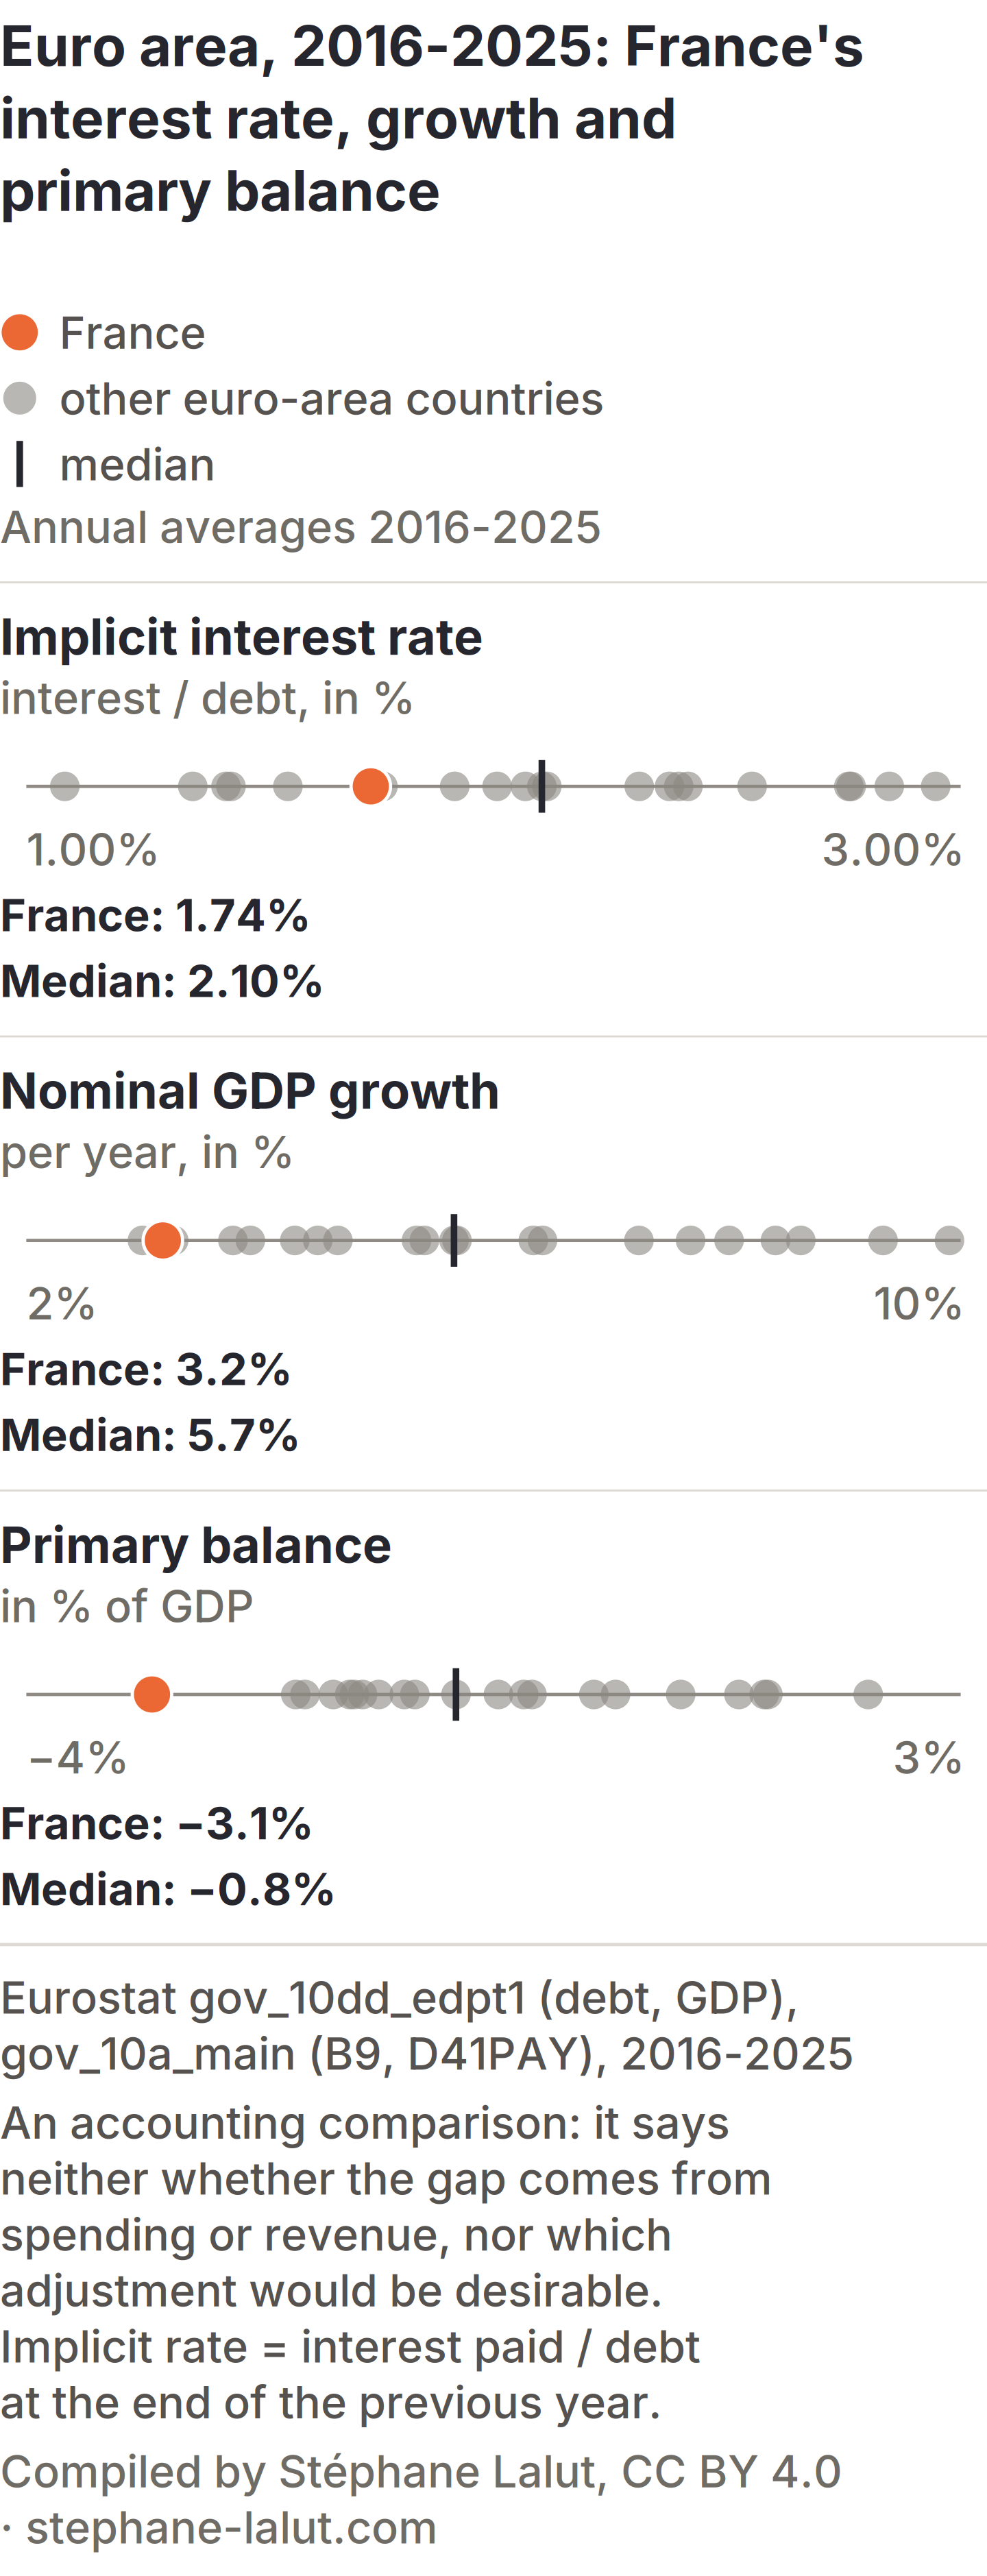 Euro area, 2016-2025: France's
interest rate, growth and
primary balance
France
other euro-area countries
median
Annual averages 2016-2025
Implicit interest rate
interest / debt, in %
1.00%
3.00%
France: 1.74%
Median: 2.10%
Nominal GDP growth
per year, in %
2%
10%
France: 3.2%
Median: 5.7%
Primary balance
in % of GDP
−4%
3%
France: −3.1%
Median: −0.8%
Eurostat gov_10dd_edpt1 (debt, GDP),
gov_10a_main (B9, D41PAY), 2016-2025
An accounting comparison: it says
neither whether the gap comes from
spending or revenue, nor which
adjustment would be desirable.
Implicit rate = interest paid / debt
at the end of the previous year.
Compiled by Stéphane Lalut, CC BY 4.0
· stephane-lalut.com